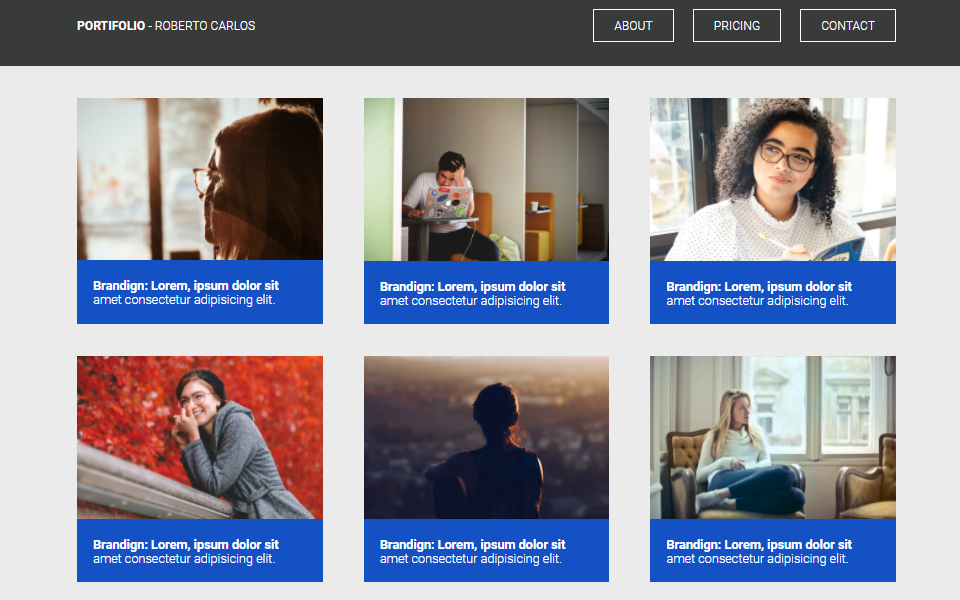 PORTIFOLIO - ROBERTO CARLOS
ABOUT
PRICING
CONTACT
Brandign: Lorem, ipsum dolor sit
amet consectetur adipisicing elit.
Brandign: Lorem, ipsum dolor sit
amet consectetur adipisicing elit.
Brandign: Lorem, ipsum dolor sit
amet consectetur adipisicing elit.
Brandign: Lorem, ipsum dolor sit
amet consectetur adipisicing elit.
Brandign: Lorem, ipsum dolor sit
amet consectetur adipisicing elit.
Brandign: Lorem, ipsum dolor sit
amet consectetur adipisicing elit.